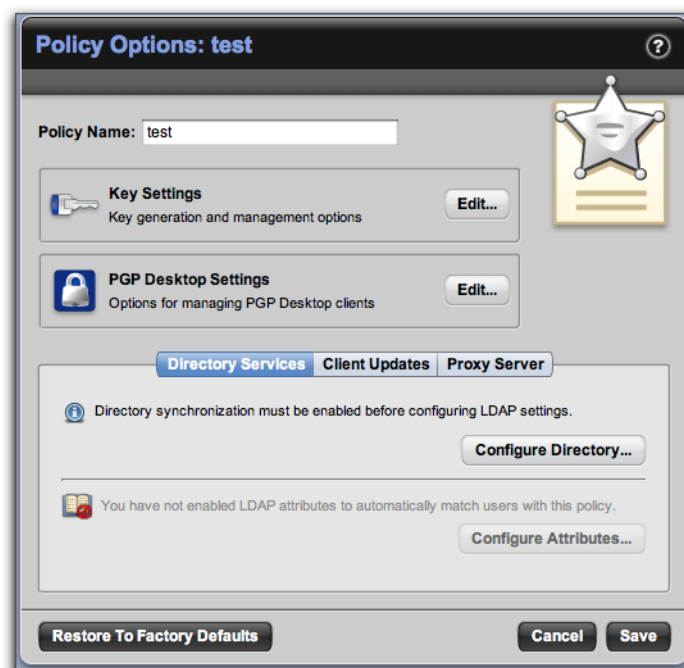 Policy Options: test
?
Policy Name: test
Key Settings
Key generation and management options
Edit...
PGP Desktop Settings
Options for managing PGP Desktop clients
Edit...
Directory Services Client Updates Proxy Server
Directory synchronization must be enabled before configuring LDAP settings.
Configure Directory...
You have not enabled LDAP attributes to automatically match users with this policy.
Configure Attributes...
Restore To Factory Defaults Cancel Save